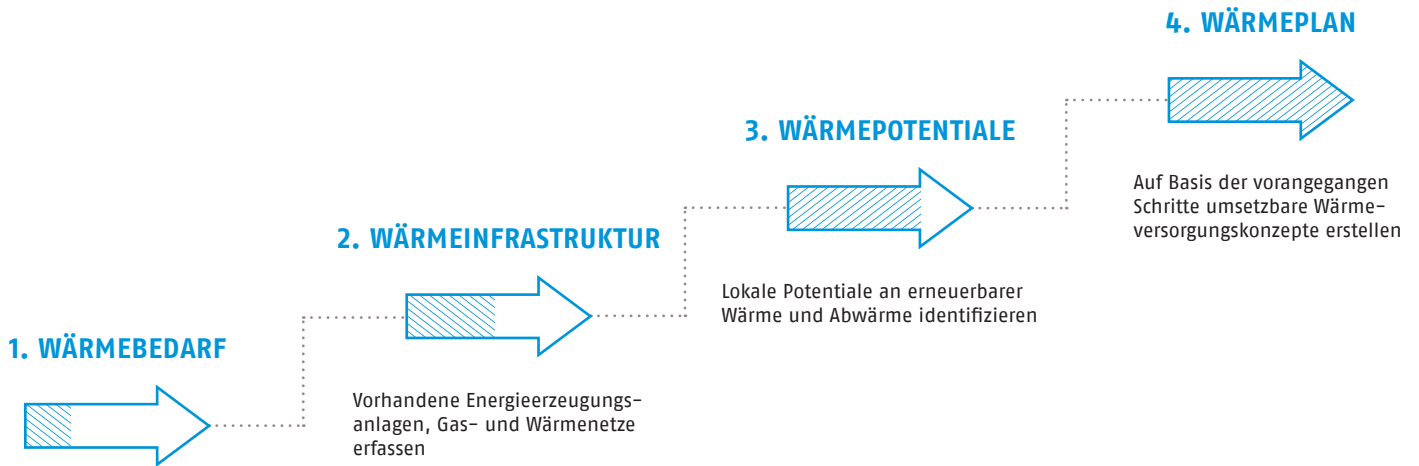 1. WÄRMEBEDARF
2. WÄRMEINFRASTRUKTUR
Vorhandene Energieerzeugungs-
anlagen, Gas- und Wärmenetze
erfassen
3. WÄRMEPOTENTIALE
Lokale Potentiale an erneuerbarer
Wärme und Abwärme identifizieren
4. WÄRMEPLAN
Auf Basis der vorangegangen
Schritte umsetzbare Wärme-
versorgungskonzepte erstellen